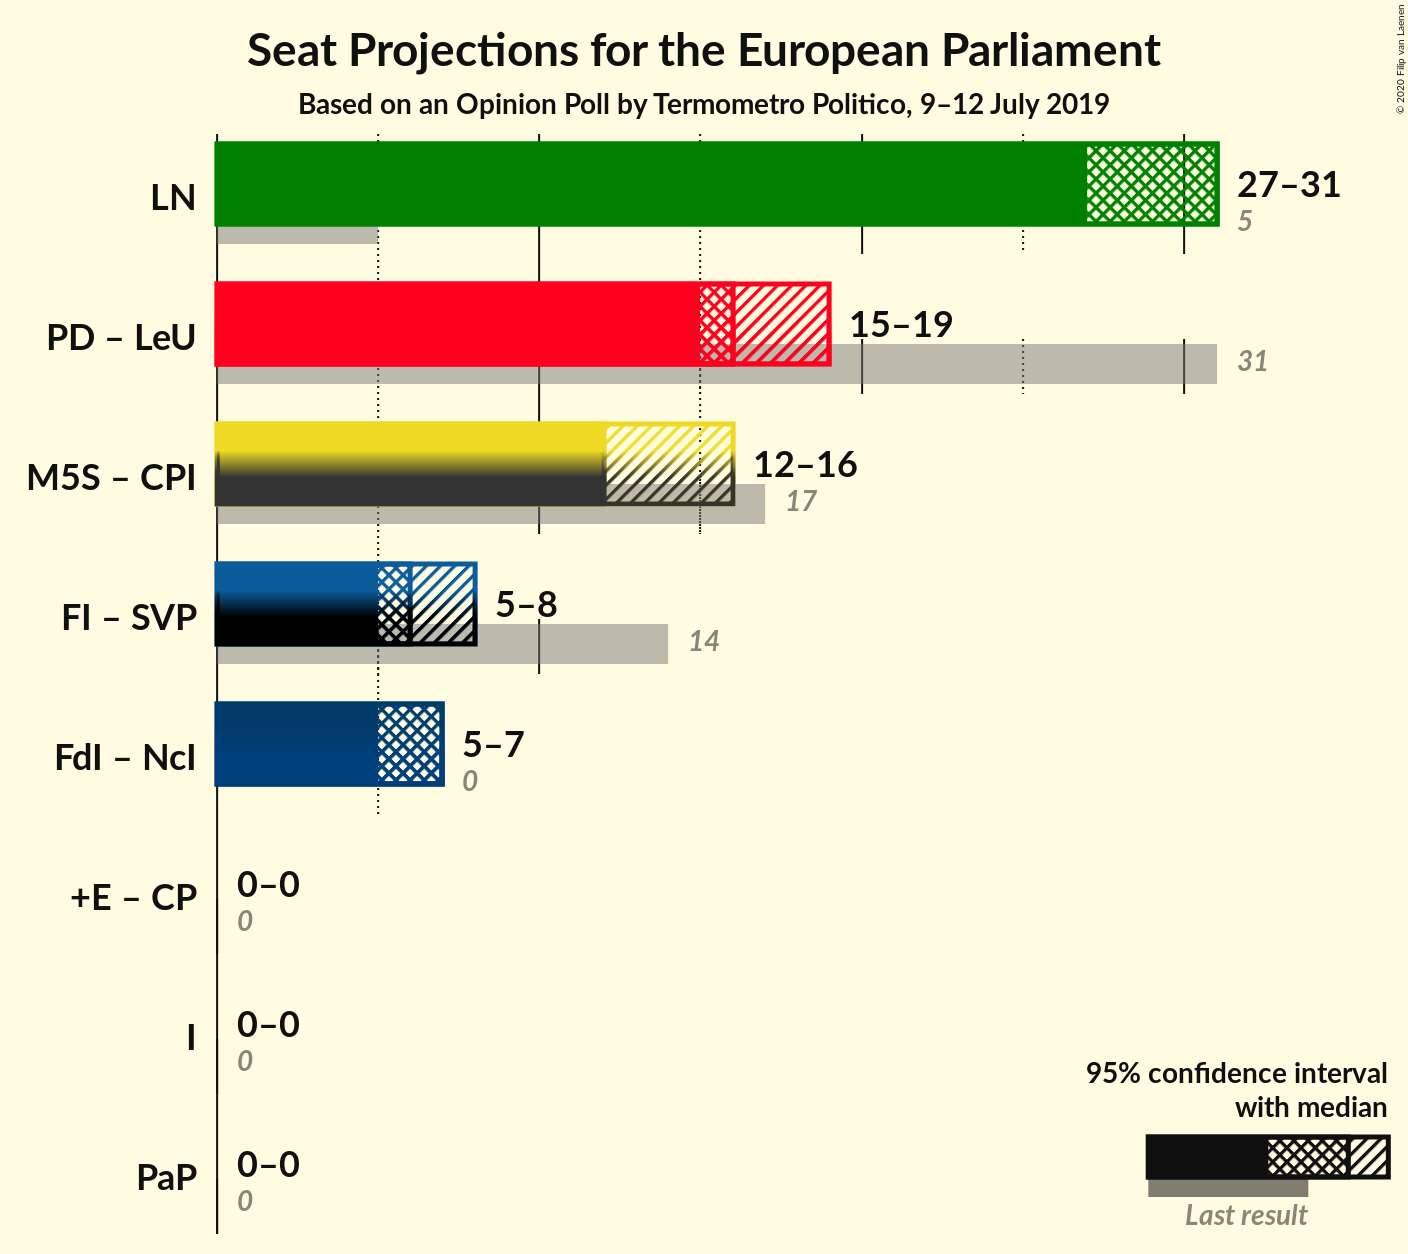 Seat Projections for the European Parliament
Based on an Opinion Poll by Termometro Politico, 9–12 July 2019
© 2020 Filip van Laenen
LN
27–31
5
PD – LeU
15–19
31
M5S – CPI
12–16
17
FI – SVP
5–8
14
FdI – NcI
5–7
0
+E – CP
0–0
0
I
0–0
0
PaP
0–0
0
95% confidence interval
with median
Last result